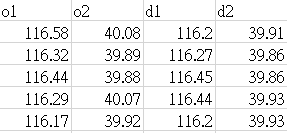 o1 o2 d1 d2
116.58 40.08 116.2 39.91
116.32 39.89 116.27 39.86
116.44 39.88 116.45 39.86
116.29 40.07 116.44 39.93
116.17 39.92 116.2 39.93